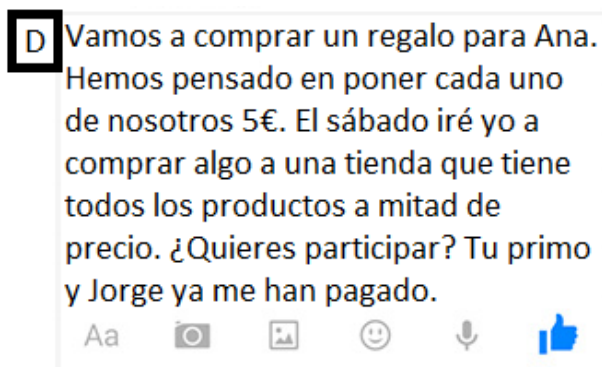 D Vamos a comprar un regalo para Ana.
Hemos pensado en poner cada uno
de nosotros 5€. El sábado iré yo a
comprar algo a una tienda que tiene
todos los productos a mitad de
precio. ¿Quieres participar? Tu primo
y Jorge ya me han pagado.
Aa